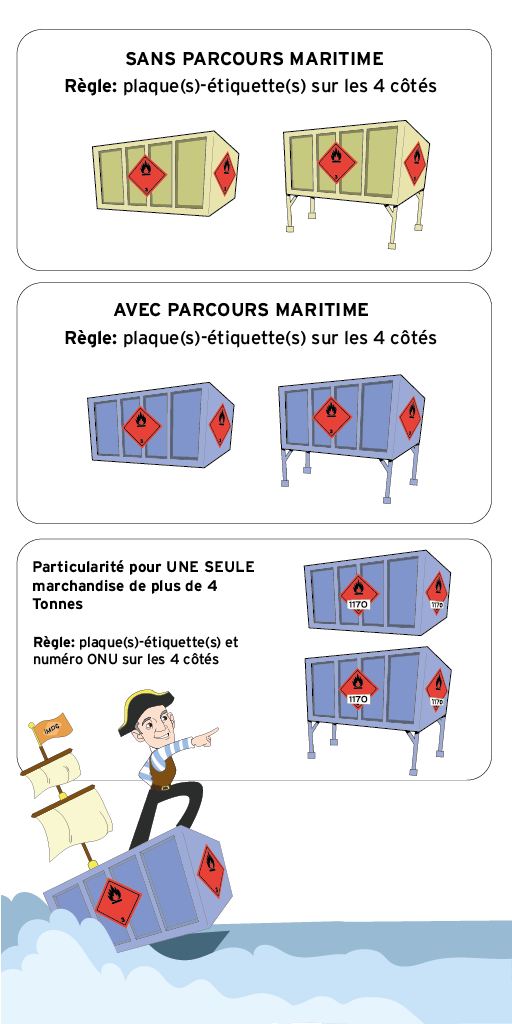 SANS PARCOURS MARITIME
Règle: plaque(s)-étiquette(s) sur les 4 côtés
3
3
3
3
AVEC PARCOURS MARITIME
Règle: plaque(s)-étiquette(s) sur les 4 côtés
3
3
3
3
Particularité pour UNE SEULE
marchandise de plus de 4
Tonnes
1170
1170
Règle: plaque(s)-étiquette(s) et
numéro ONU sur les 4 côtés
1170
1170
IMDG
3
3